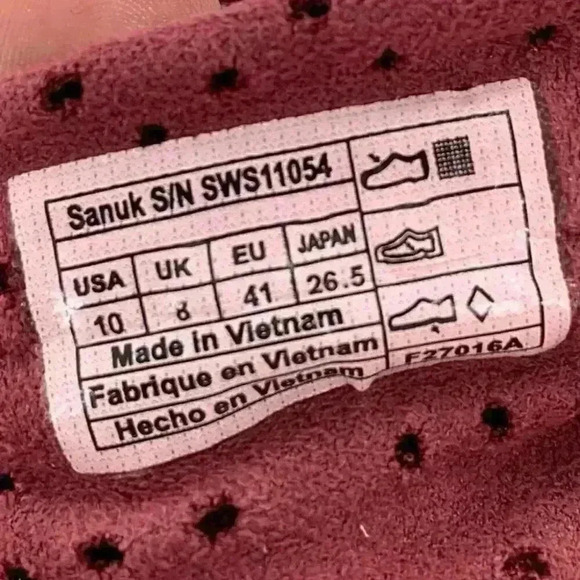 Sanuk S/N SWS11054
USA UK EU JAPAN
10 8 41 26.5
Made in Vietnam
Fabrique en Vietnam
Hecho en Vietnam
F27016A